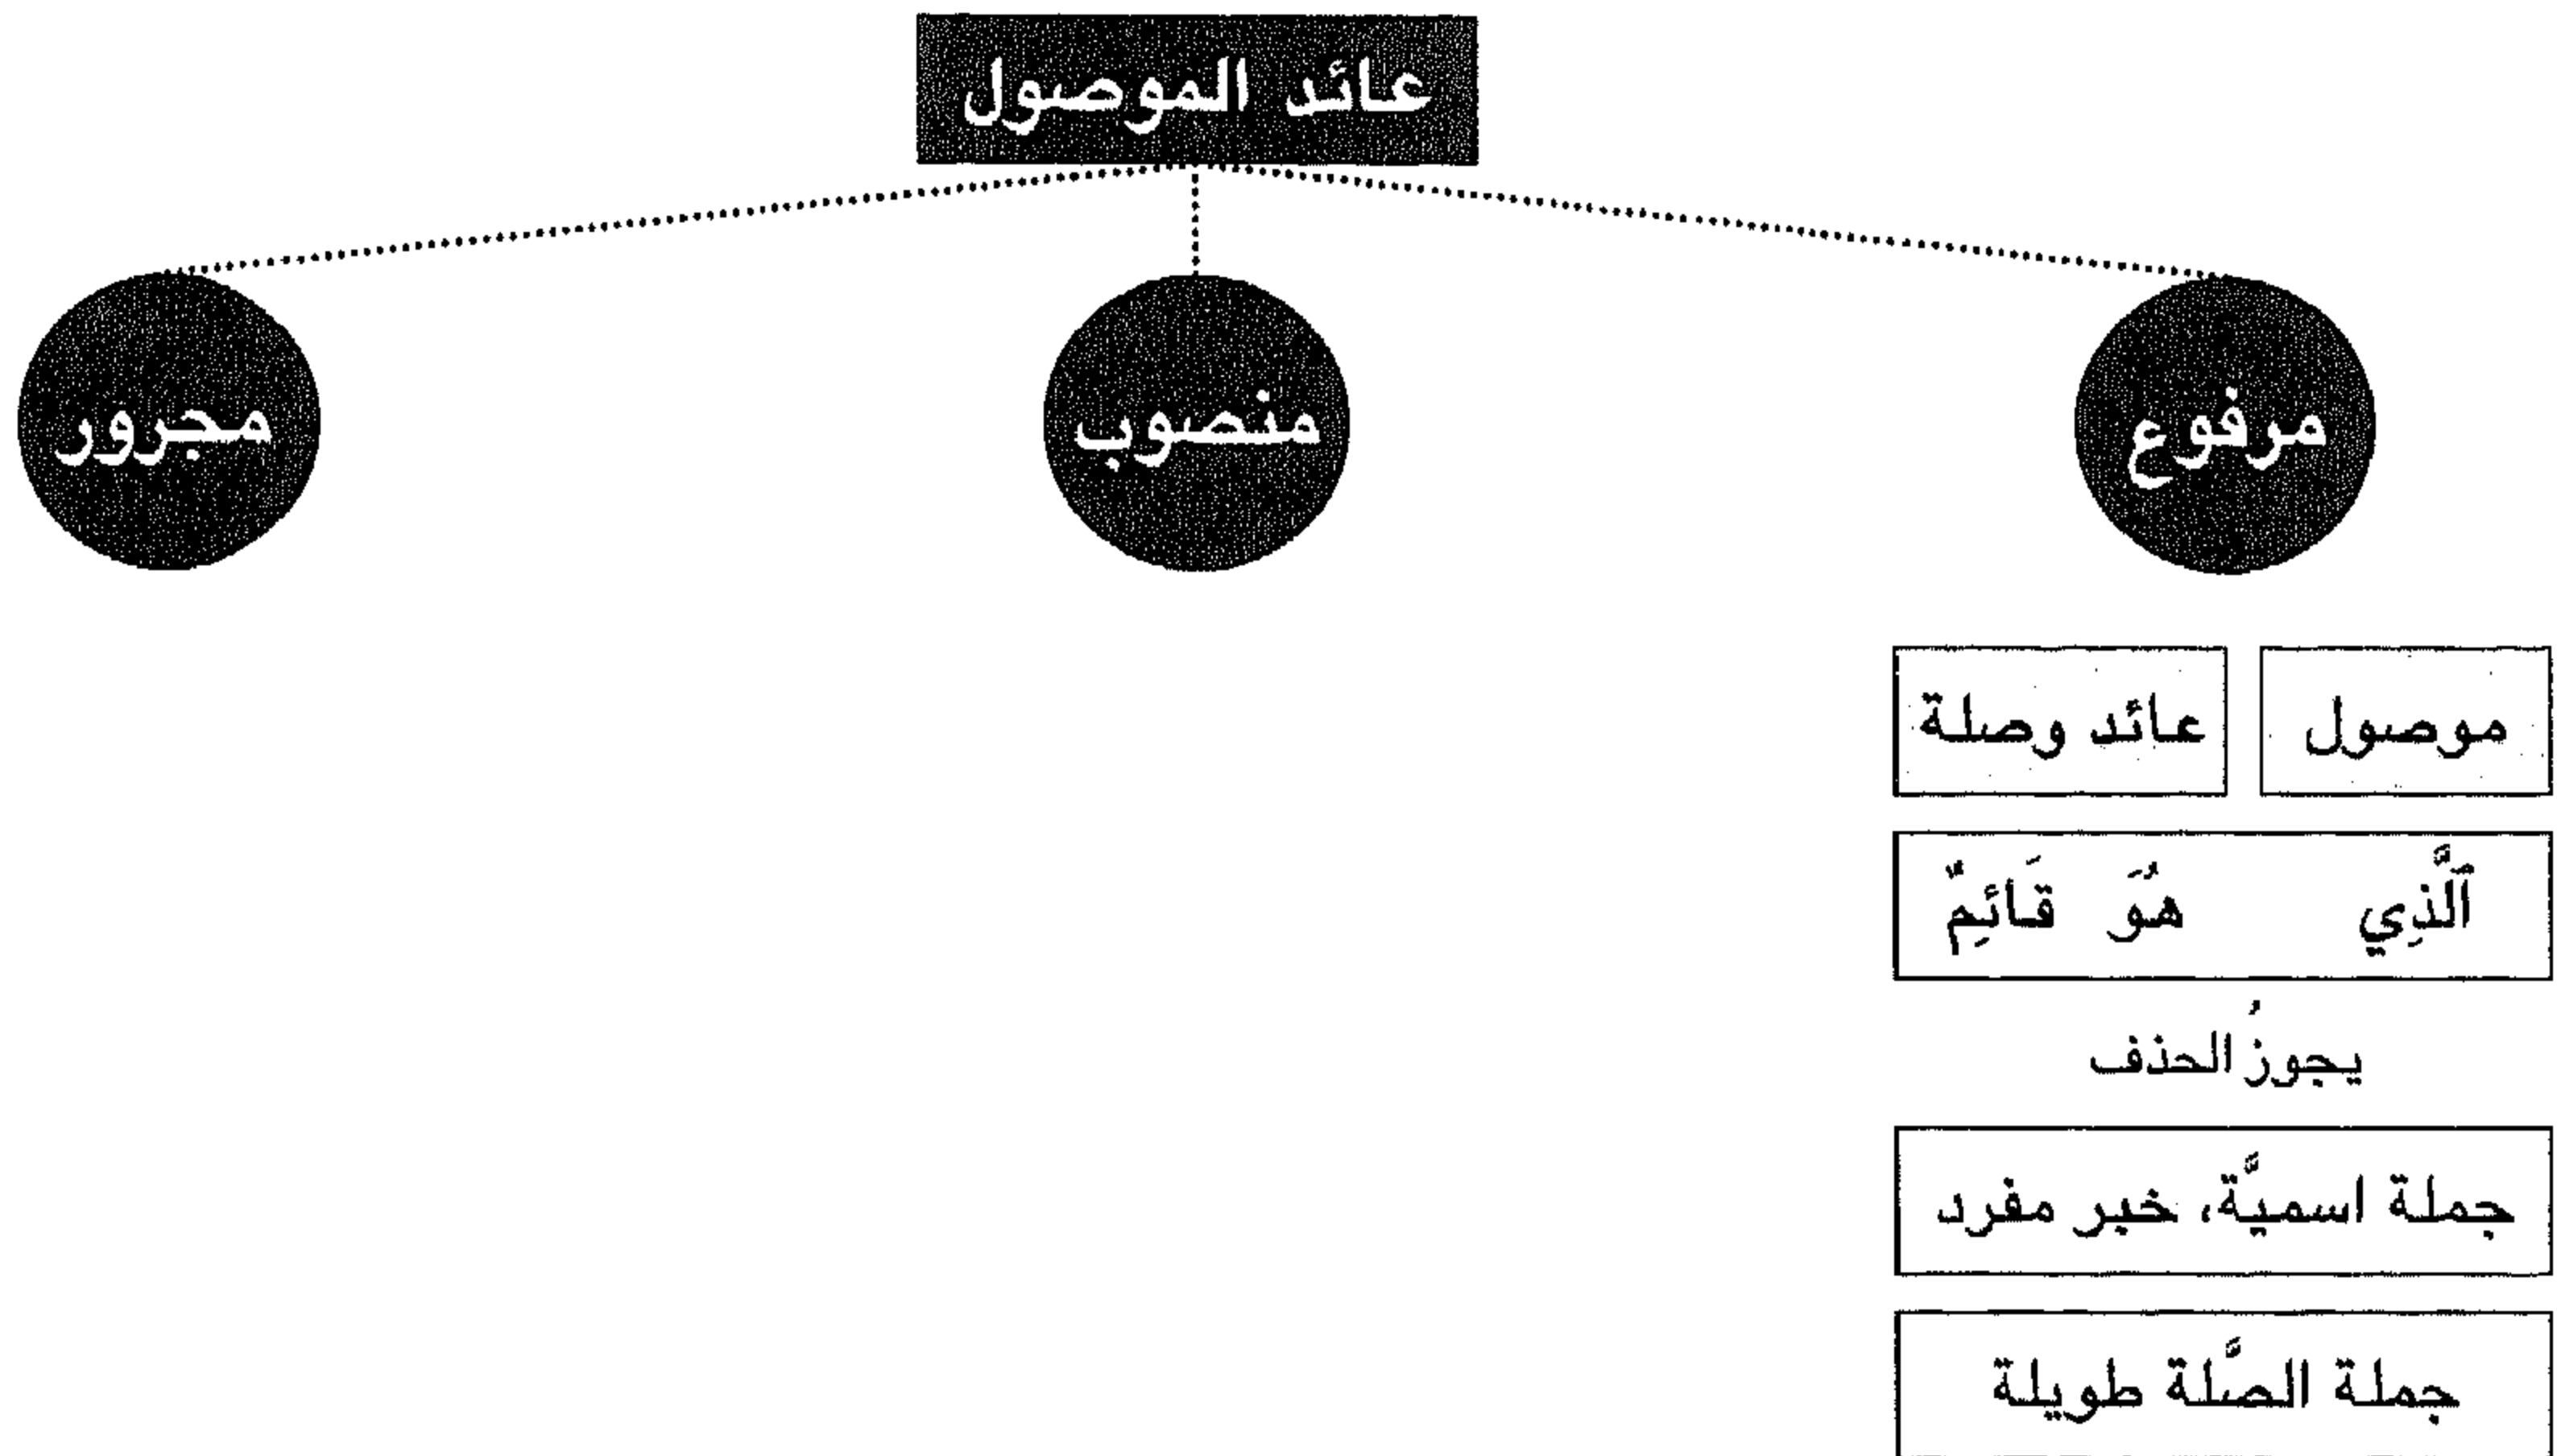 عائد الموصول
مرفوع منصوب مجرور
موصول عائد وصلة
ٱلَّذِي هُوَ قَائِمٌ
يجوزُ الحذف
جملة اسميَّة، خبر مفرد
جملة الصَّلة طويلة